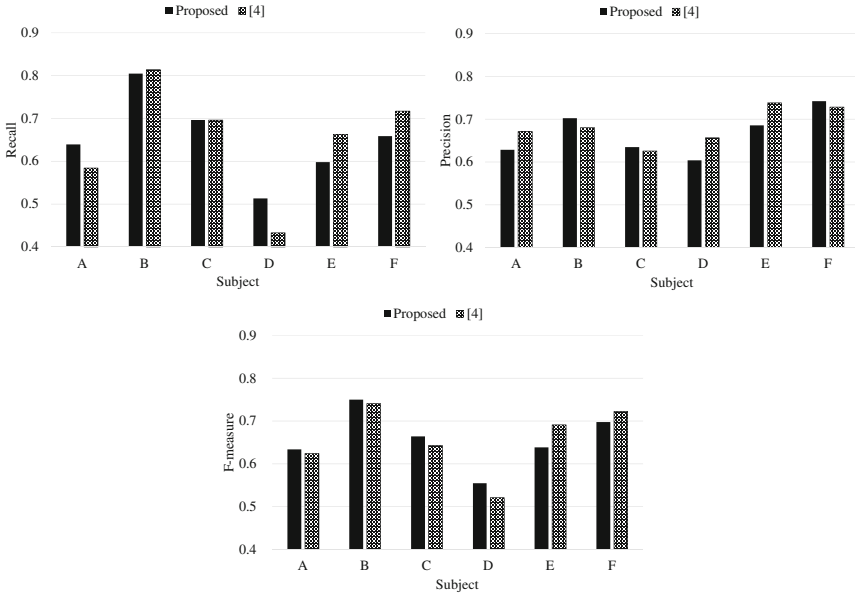 Proposed [4]
0.9
0.8
0.7
0.6
0.5
0.4
Recall
A B C D E F
Subject
Proposed [4]
0.9
0.8
0.7
0.6
0.5
0.4
Precision
A B C D E F
Subject
Proposed [4]
0.9
0.8
0.7
0.6
0.5
0.4
F-measure
A B C D E F
Subject